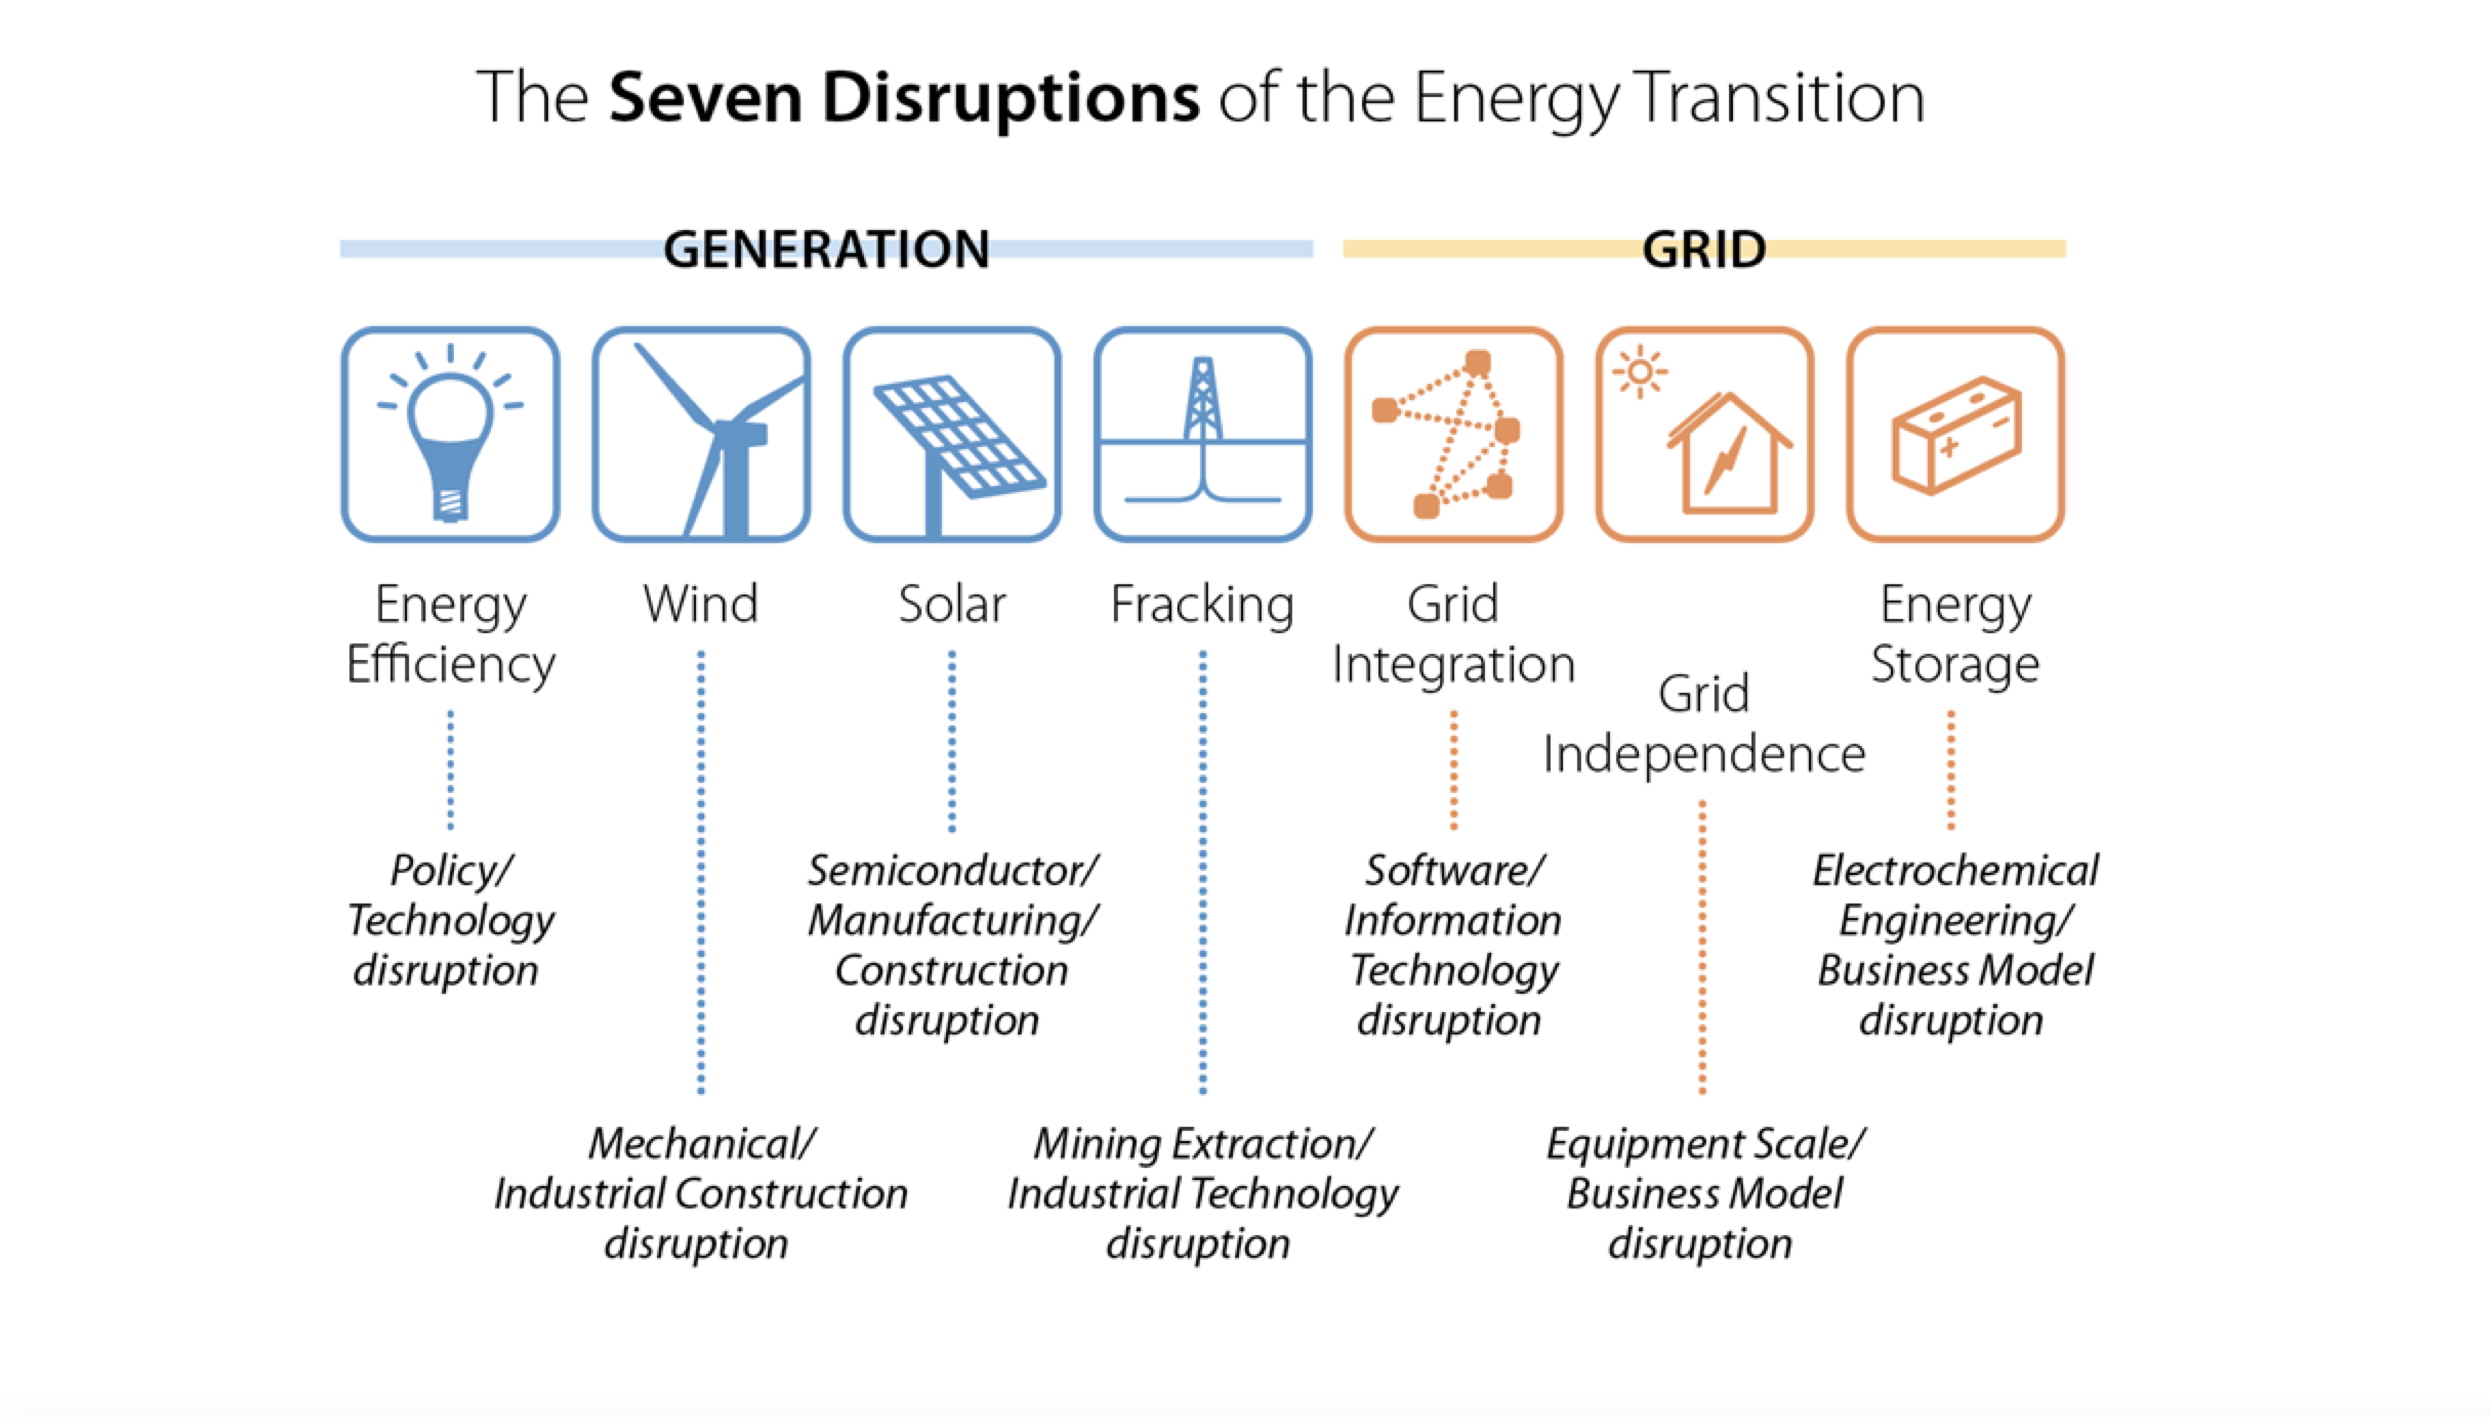 The Seven Disruptions of the Energy Transition
GENERATION
GRID
Energy
Efficiency
Wind
Solar
Fracking
Grid
Integration
Grid
Independence
Energy
Storage
Policy/
Technology
disruption
Mechanical/
Industrial Construction
disruption
Semiconductor/
Manufacturing/
Construction
disruption
Mining Extraction/
Industrial Technology
disruption
Software/
Information
Technology
disruption
Equipment Scale/
Business Model
disruption
Electrochemical
Engineering/
Business Model
disruption